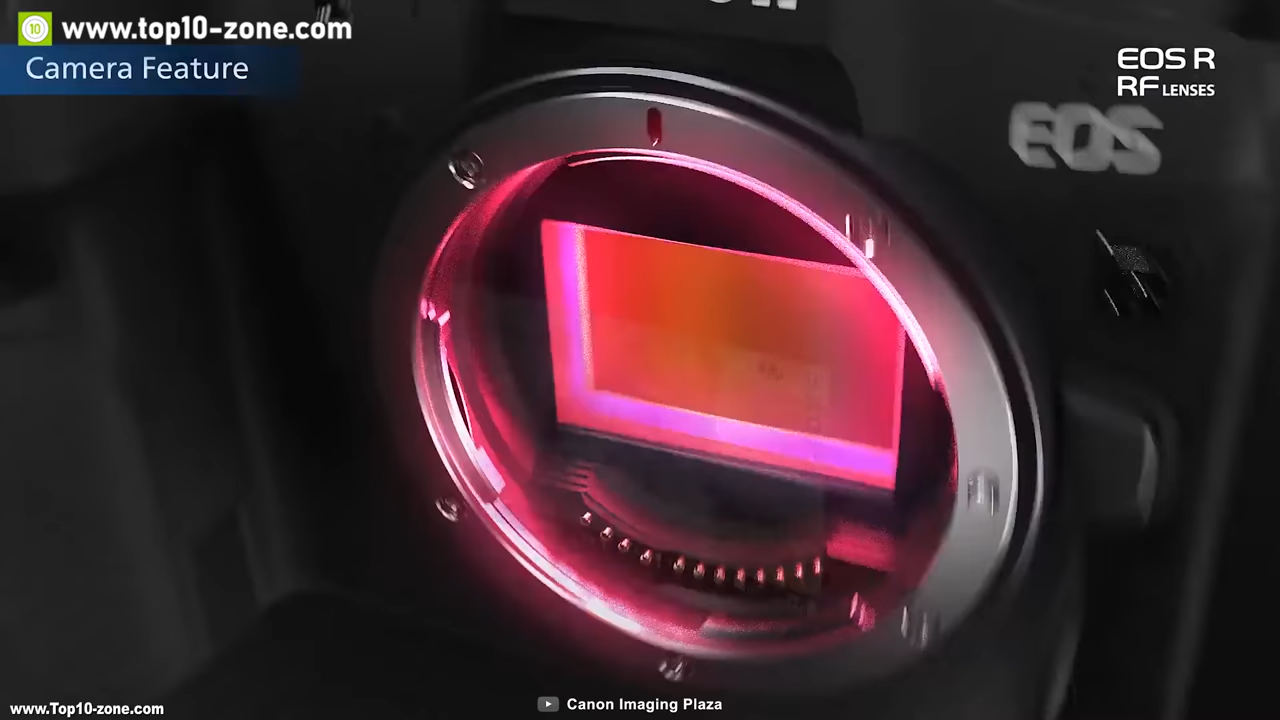 www.top10-zone.com
Camera Feature
EOS R
RF LENSES
EOS
www.Top10-zone.com
Canon Imaging Plaza